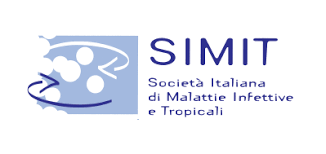 SIMIT
Società Italiana
di Malattie Infettive
e Tropicali